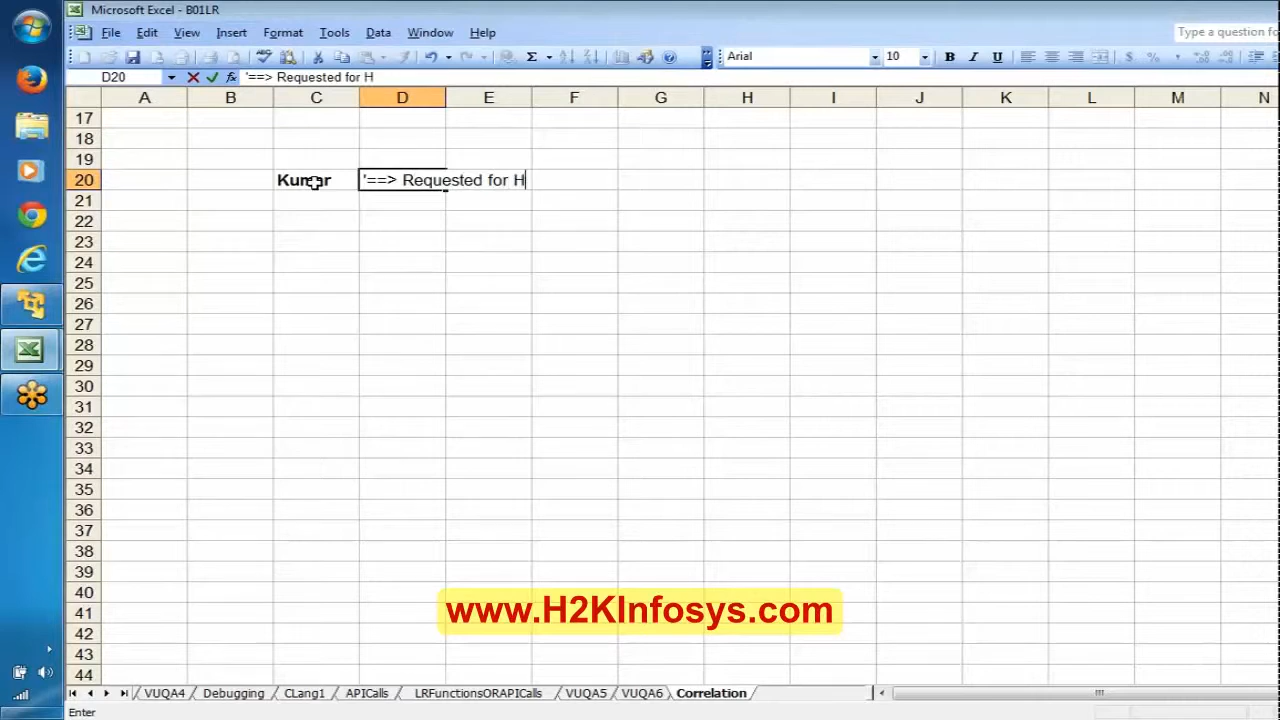 Microsoft Excel - B01LR
File Edit View Insert Format Tools Data Window Help
Type a question fo
Arial 10 B I U $ %
D20 '==> Requested for H
A B C D E F G H I J K L M N
17
18
19
20 Kumar '==> Requested for H
21
22
23
24
25
26
27
28
29
30
31
32
33
34
35
36
37
38
39
40
www.H2KInfosys.com
41
42
43
44
VUQA4 Debugging CLang1 APICalls LRFunctionsORAPICalls VUQA5 VUQA6 Correlation
Enter